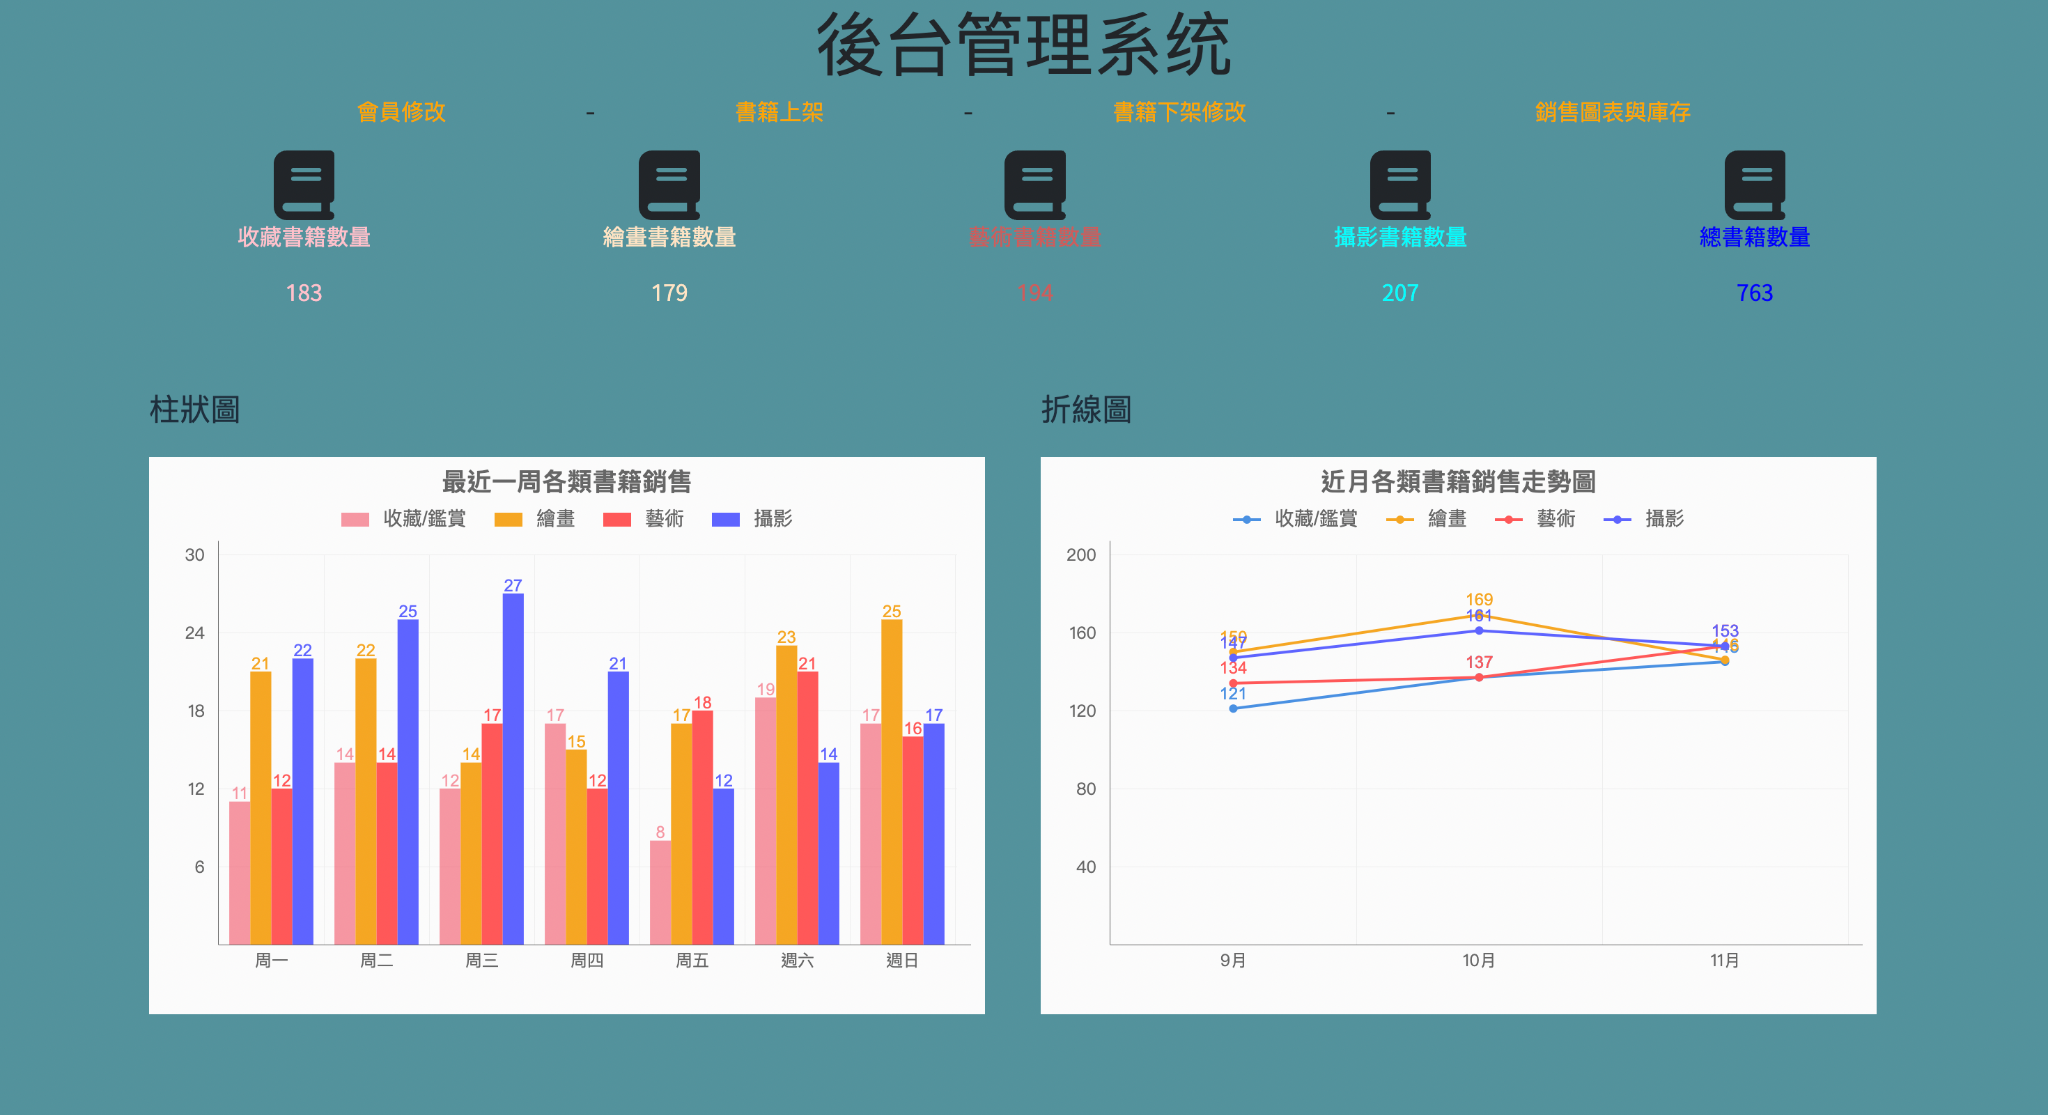 後台管理系统
會員修改 - 書籍上架 - 書籍下架修改 - 銷售圖表與庫存
收藏書籍數量 繪畫書籍數量 藝術書籍數量 攝影書籍數量 總書籍數量
183 179 194 207 763
柱狀圖
最近一周各類書籍銷售
收藏/鑑賞 繪畫 藝術 攝影
30
24
18
12
6
11 21 12 22
14 22 14 25
12 14 17 27
17 15 12 21
8 17 18 12
19 23 21 14
17 25 16 17
周一 周二 周三 周四 周五 週六 週日
折線圖
近月各類書籍銷售走勢圖
收藏/鑑賞 繪畫 藝術 攝影
200
160
120
80
40
150 169
147 161 153
134 137
121
9月 10月 11月